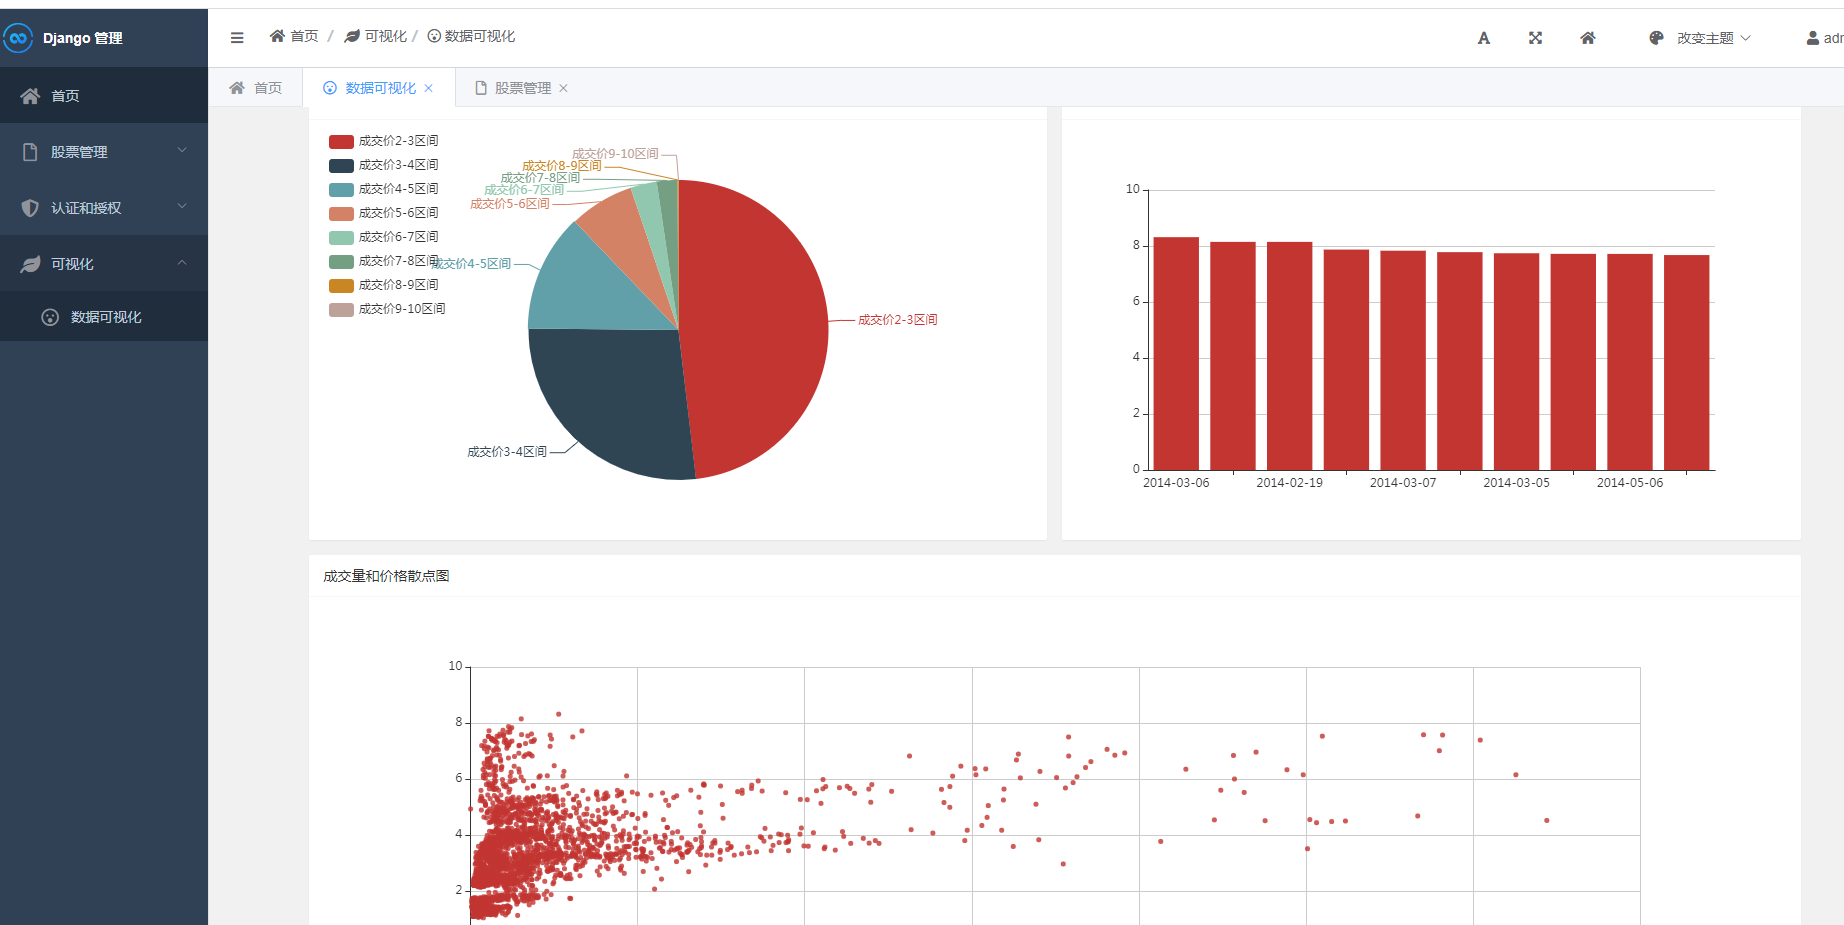 Django 管理
首页 / 可视化 / 数据可视化
改变主题
adr
首页
股票管理
认证和授权
可视化
数据可视化
首页
数据可视化
股票管理
成交价2-3区间
成交价3-4区间
成交价4-5区间
成交价5-6区间
成交价6-7区间
成交价7-8区间
成交价8-9区间
成交价9-10区间
成交价9-10区间
成交价8-9区间
成交价7-8区间
成交价6-7区间
成交价5-6区间
成交价4-5区间
成交价2-3区间
成交价3-4区间
10
8
6
4
2
0
2014-03-06 2014-02-19 2014-03-07 2014-03-05 2014-05-06
成交量和价格散点图
10
8
6
4
2